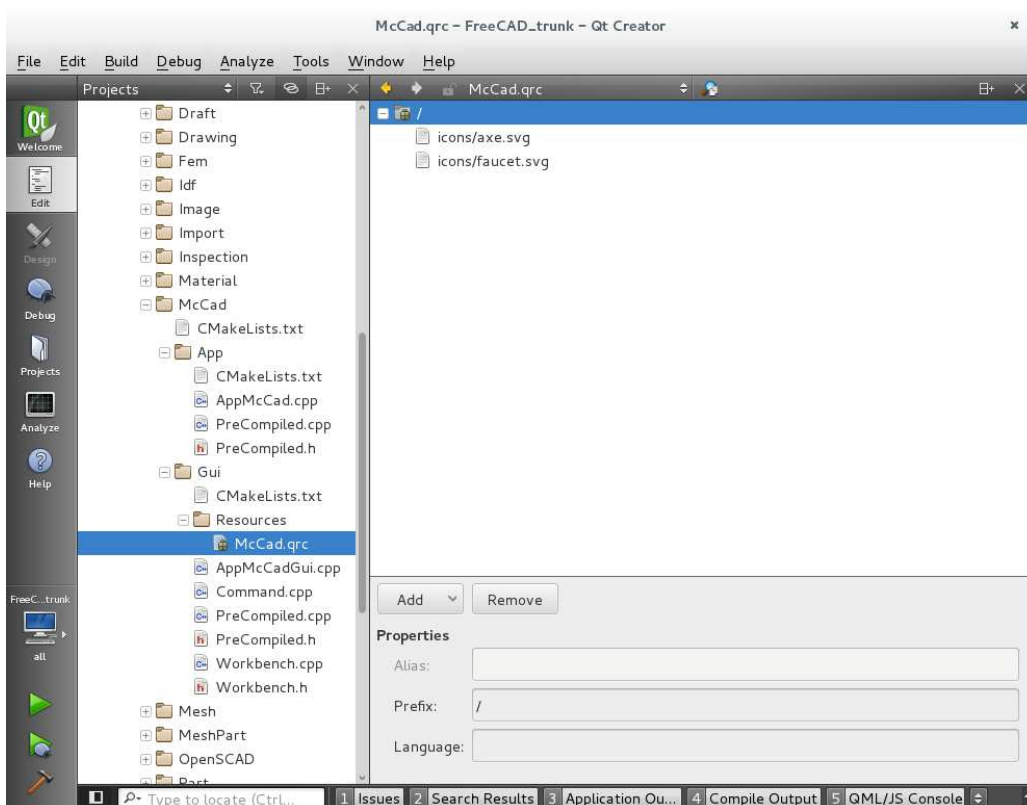 McCad.qrc – FreeCAD_trunk – Qt Creator
File Edit Build Debug Analyze Tools Window Help
Projects
McCad.qrc
Welcome
Edit
Design
Debug
Projects
Analyze
Help
FreeC...trunk
all
Draft
Drawing
Fem
Idf
Image
Import
Inspection
Material
McCad
CMakeLists.txt
App
CMakeLists.txt
AppMcCad.cpp
PreCompiled.cpp
PreCompiled.h
Gui
CMakeLists.txt
Resources
McCad.qrc
AppMcCadGui.cpp
Command.cpp
PreCompiled.cpp
PreCompiled.h
Workbench.cpp
Workbench.h
Mesh
MeshPart
OpenSCAD
Part
/
icons/axe.svg
icons/faucet.svg
Add Remove
Properties
Alias:
Prefix: /
Language:
Type to locate (Ctrl... 1 Issues 2 Search Results 3 Application Ou... 4 Compile Output 5 QML/JS Console